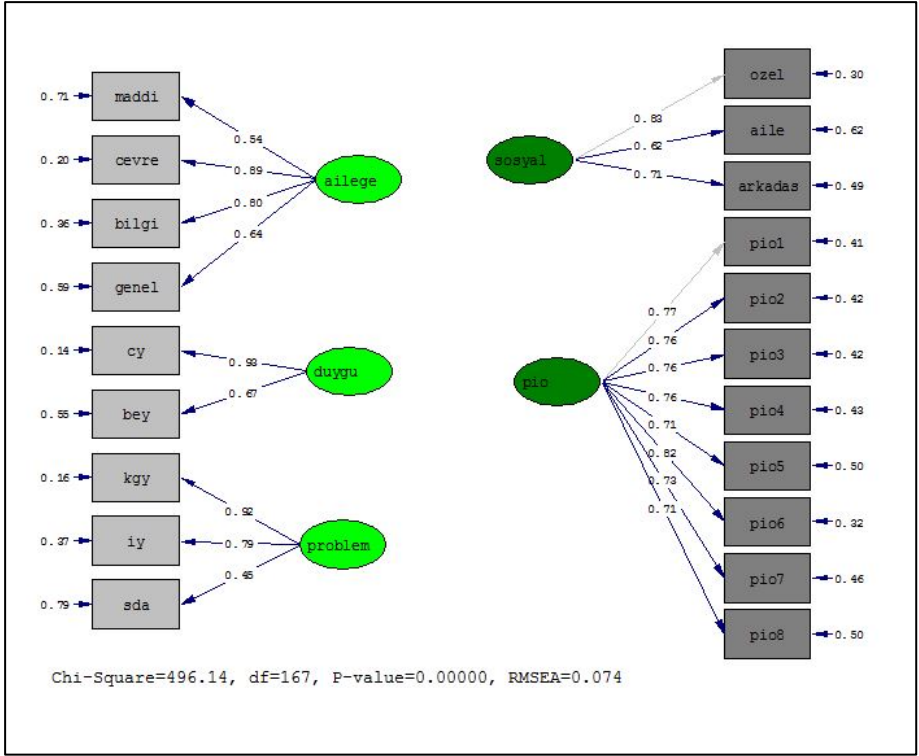 0.71 maddi
0.20 cevre
0.36 bilgi
0.59 genel
0.14 cy
0.55 bey
0.16 kgy
0.37 iy
0.79 sda
0.54
0.89
0.80
0.64
ailege
0.93
0.67
duygu
0.92
0.79
0.45
problem
sosyal
0.83
0.62
0.71
pio
0.77
0.76
0.76
0.76
0.71
0.82
0.73
0.71
ozel 0.30
aile 0.62
arkadas 0.49
pio1 0.41
pio2 0.42
pio3 0.42
pio4 0.43
pio5 0.50
pio6 0.32
pio7 0.46
pio8 0.50
Chi-Square=496.14, df=167, P-value=0.00000, RMSEA=0.074